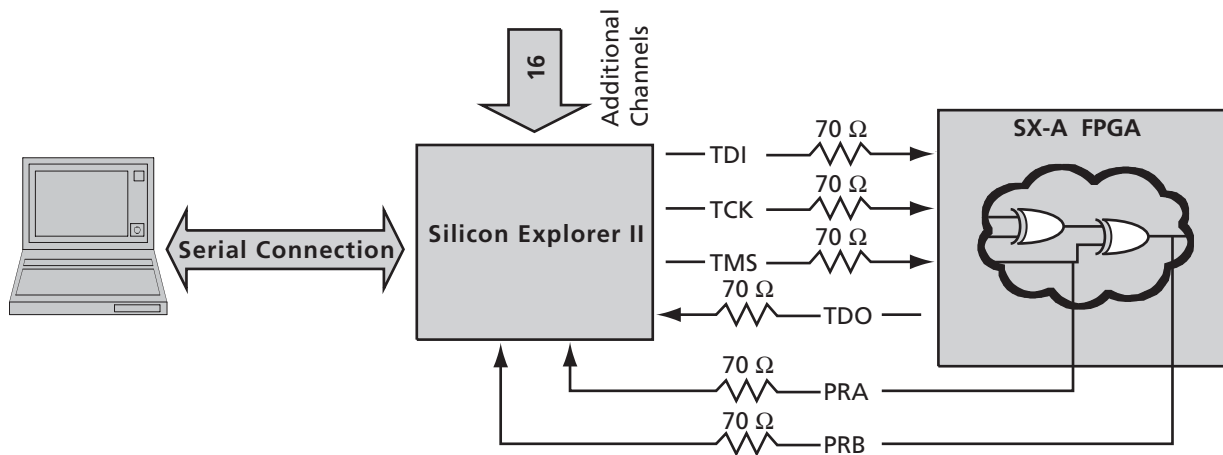 16
Additional
Channels
SX-A FPGA
70 Ω
TDI
70 Ω
TCK
Silicon Explorer II
Serial Connection
70 Ω
TMS
70 Ω
TDO
70 Ω
PRA
70 Ω
PRB